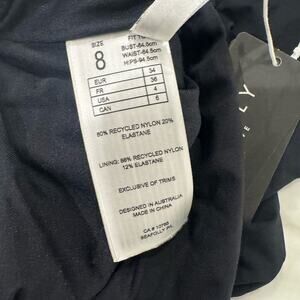 SIZE
8
FIT TO
BUST-84.5cm
WAIST-64.5cm
HIPS-94.5cm
EUR 34
FR 36
USA 4
CAN 6
80% RECYCLED NYLON 20%
ELASTANE
LINING: 88% RECYCLED NYLON
12% ELASTANE
EXCLUSIVE OF TRIMS
DESIGNED IN AUSTRALIA
MADE IN CHINA
SEAFOLLY P/L